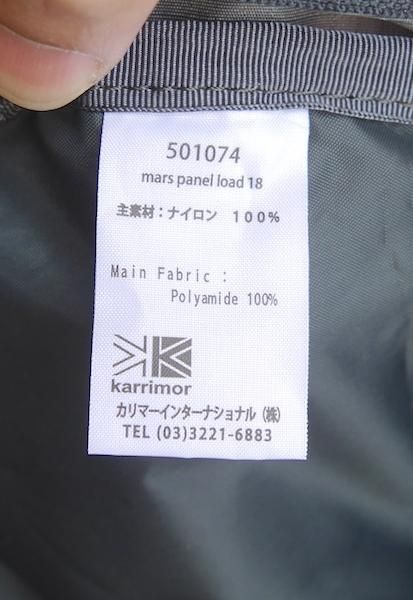 501074
mars panel load 18
主素材：ナイロン 100%
Main Fabric :
Polyamide 100%
karrimor
カリマーインターナショナル（株）
TEL (03)3221-6883